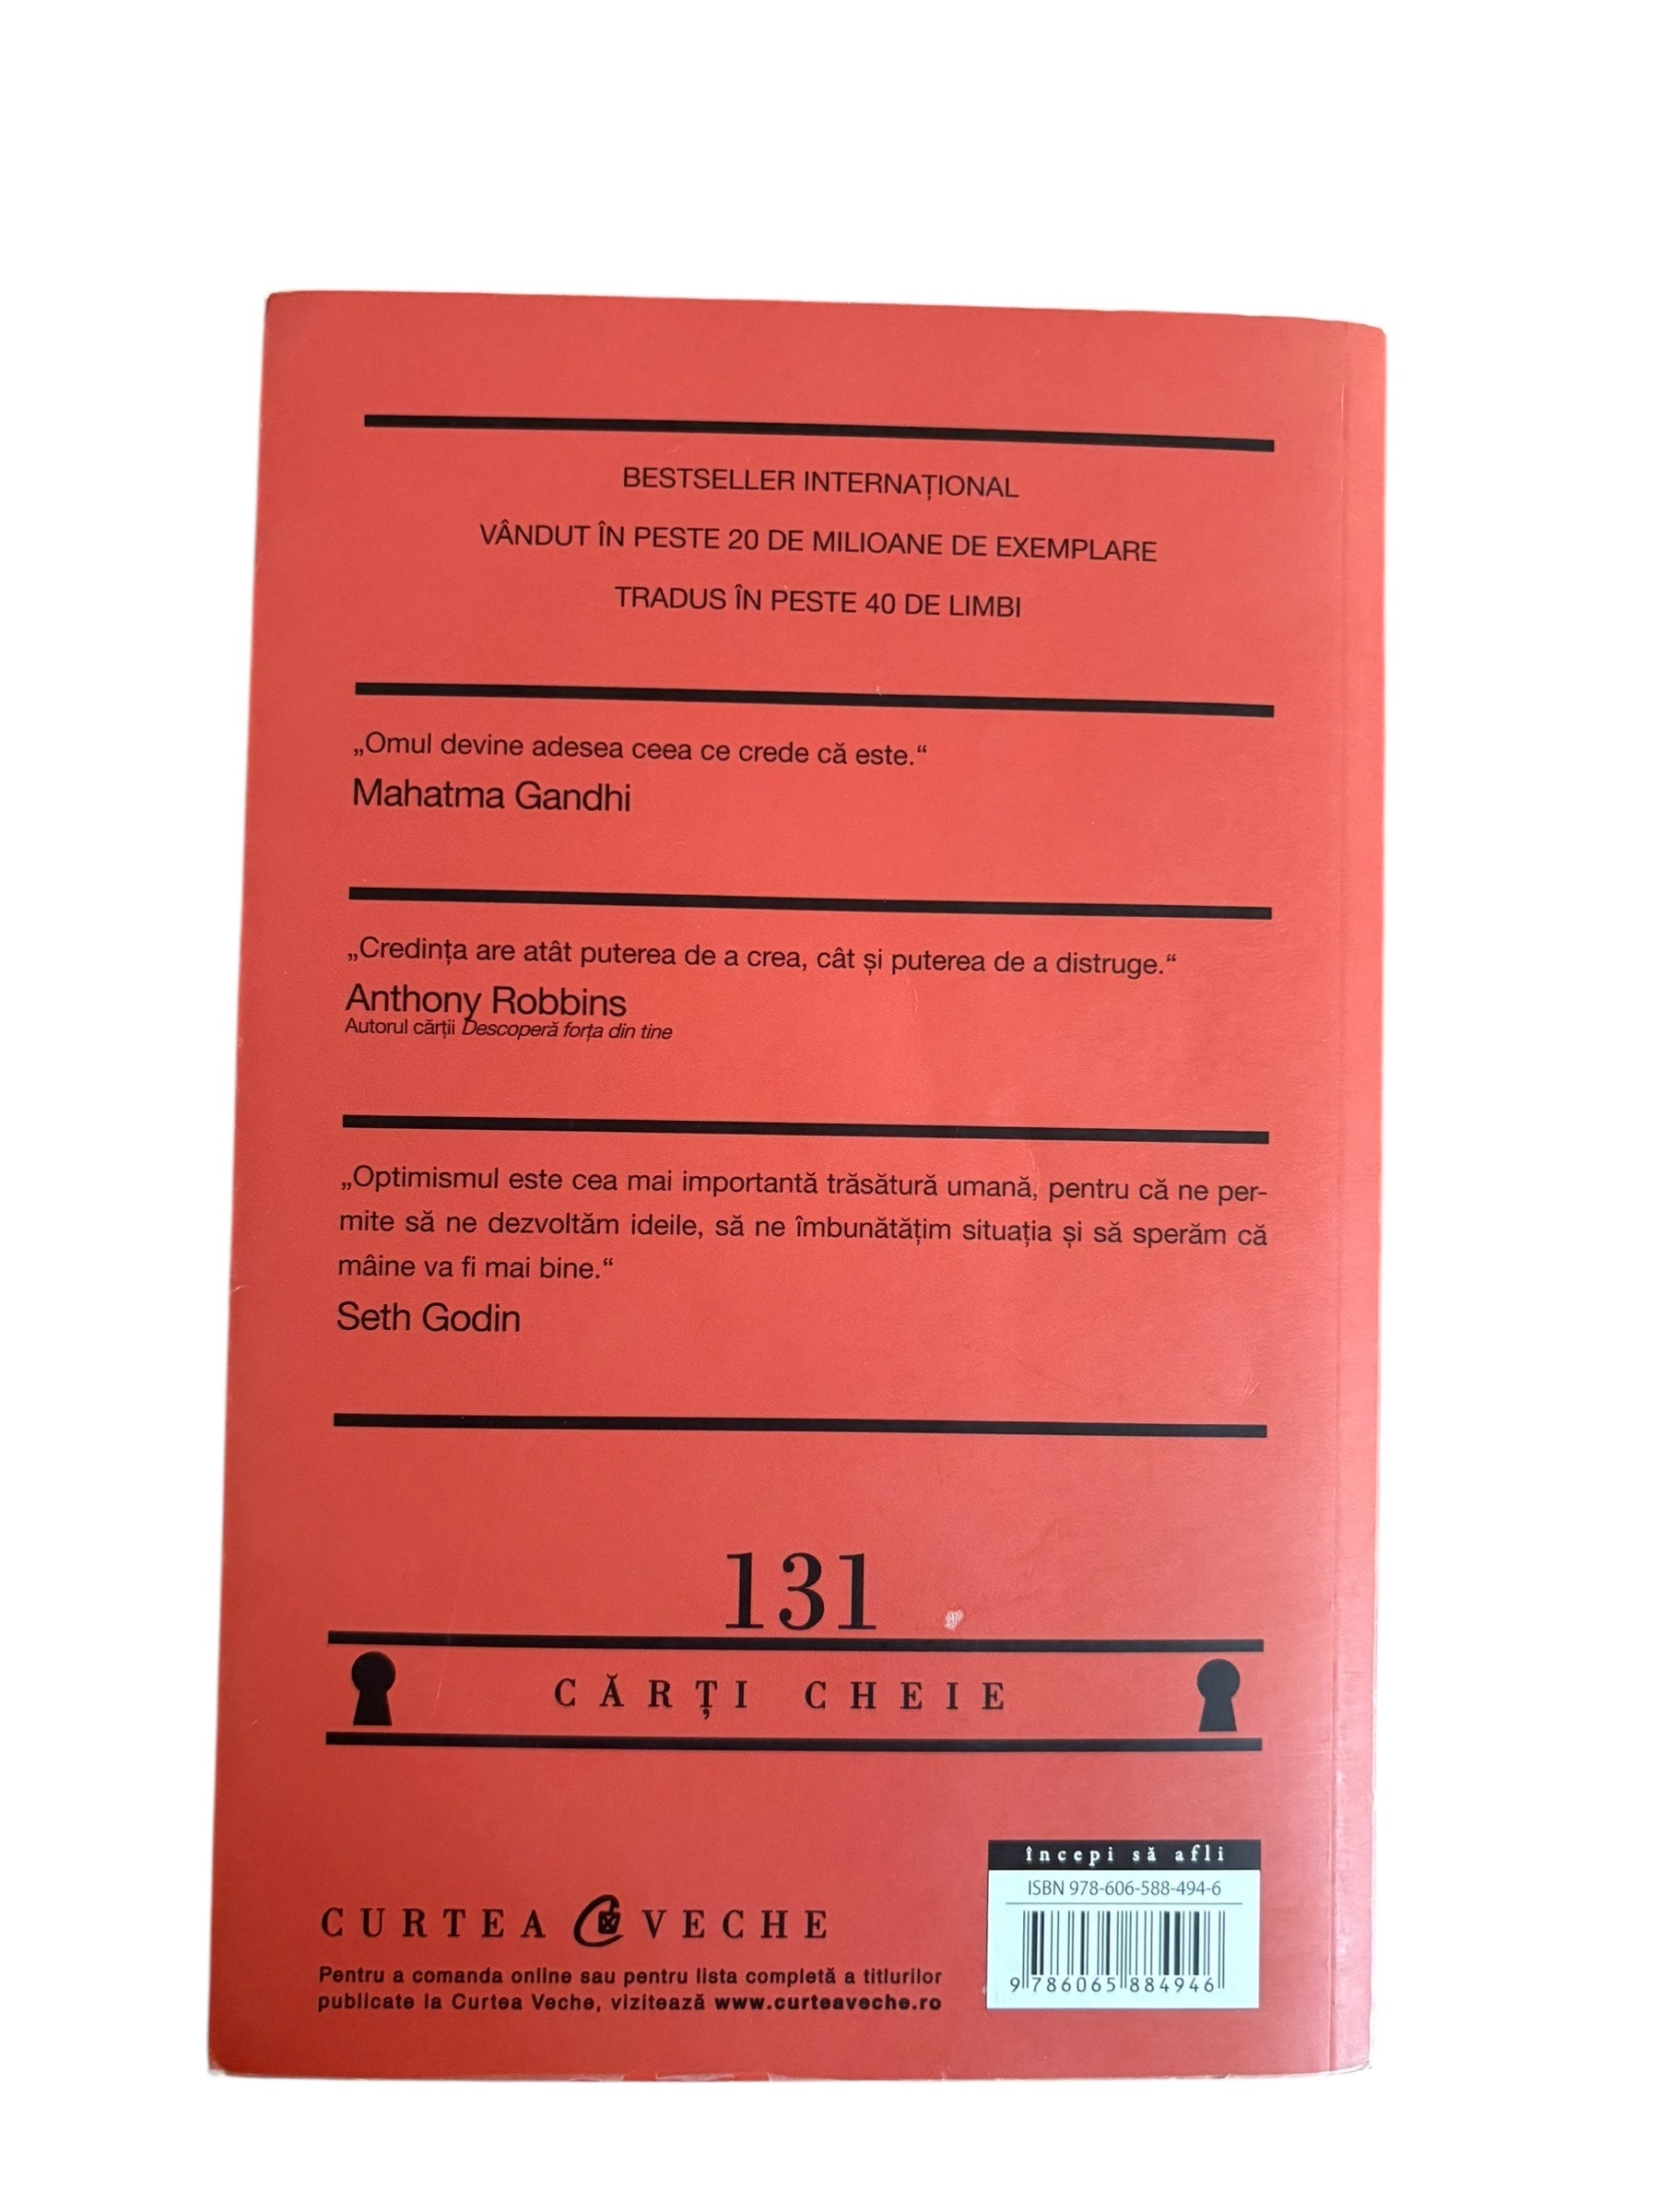 BESTSELLER INTERNAȚIONAL
VÂNDUT ÎN PESTE 20 DE MILIOANE DE EXEMPLARE
TRADUS ÎN PESTE 40 DE LIMBI
„Omul devine adesea ceea ce crede că este.“
Mahatma Gandhi
„Credința are atât puterea de a crea, cât și puterea de a distruge.“
Anthony Robbins
Autorul cărții Descoperă forța din tine
„Optimismul este cea mai importantă trăsătură umană, pentru că ne per-
mite să ne dezvoltăm ideile, să ne îmbunătățim situația și să sperăm că
mâine va fi mai bine.“
Seth Godin
131
CĂRȚI CHEIE
începi să afli
ISBN 978-606-588-494-6
9 786065 884946
CURTEA VECHE
Pentru a comanda online sau pentru lista completă a titlurilor
publicate la Curtea Veche, vizitează www.curteaveche.ro